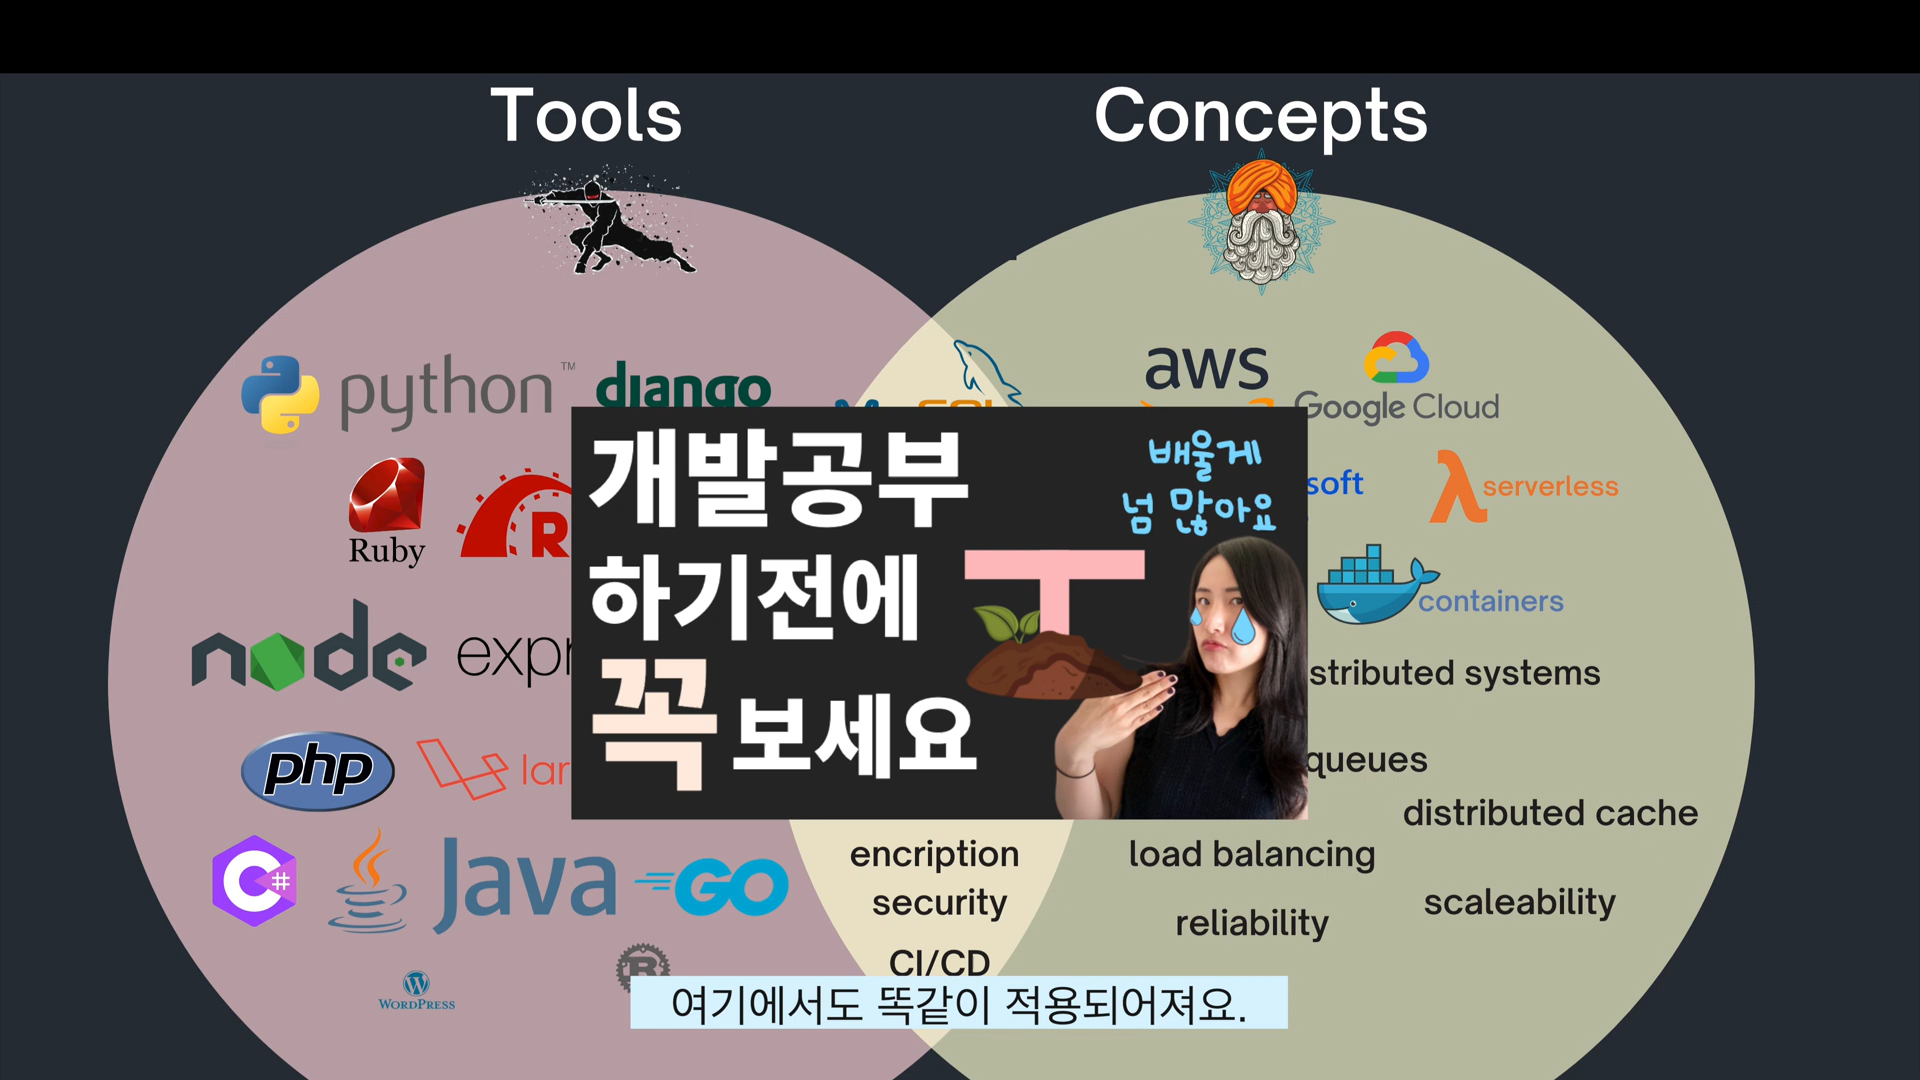 Tools
Concepts
python™
django
aws
Google Cloud
Ruby
R
soft
serverless
node
expr
containers
stributed systems
php
lar
queues
distributed cache
C#
Java
GO
encription
load balancing
security
scaleability
reliability
CI/CD
R
WORDPRESS
개발공부
하기전에
꼭 보세요
배울게
넘 많아요
T
여기에서도 똑같이 적용되어져요.